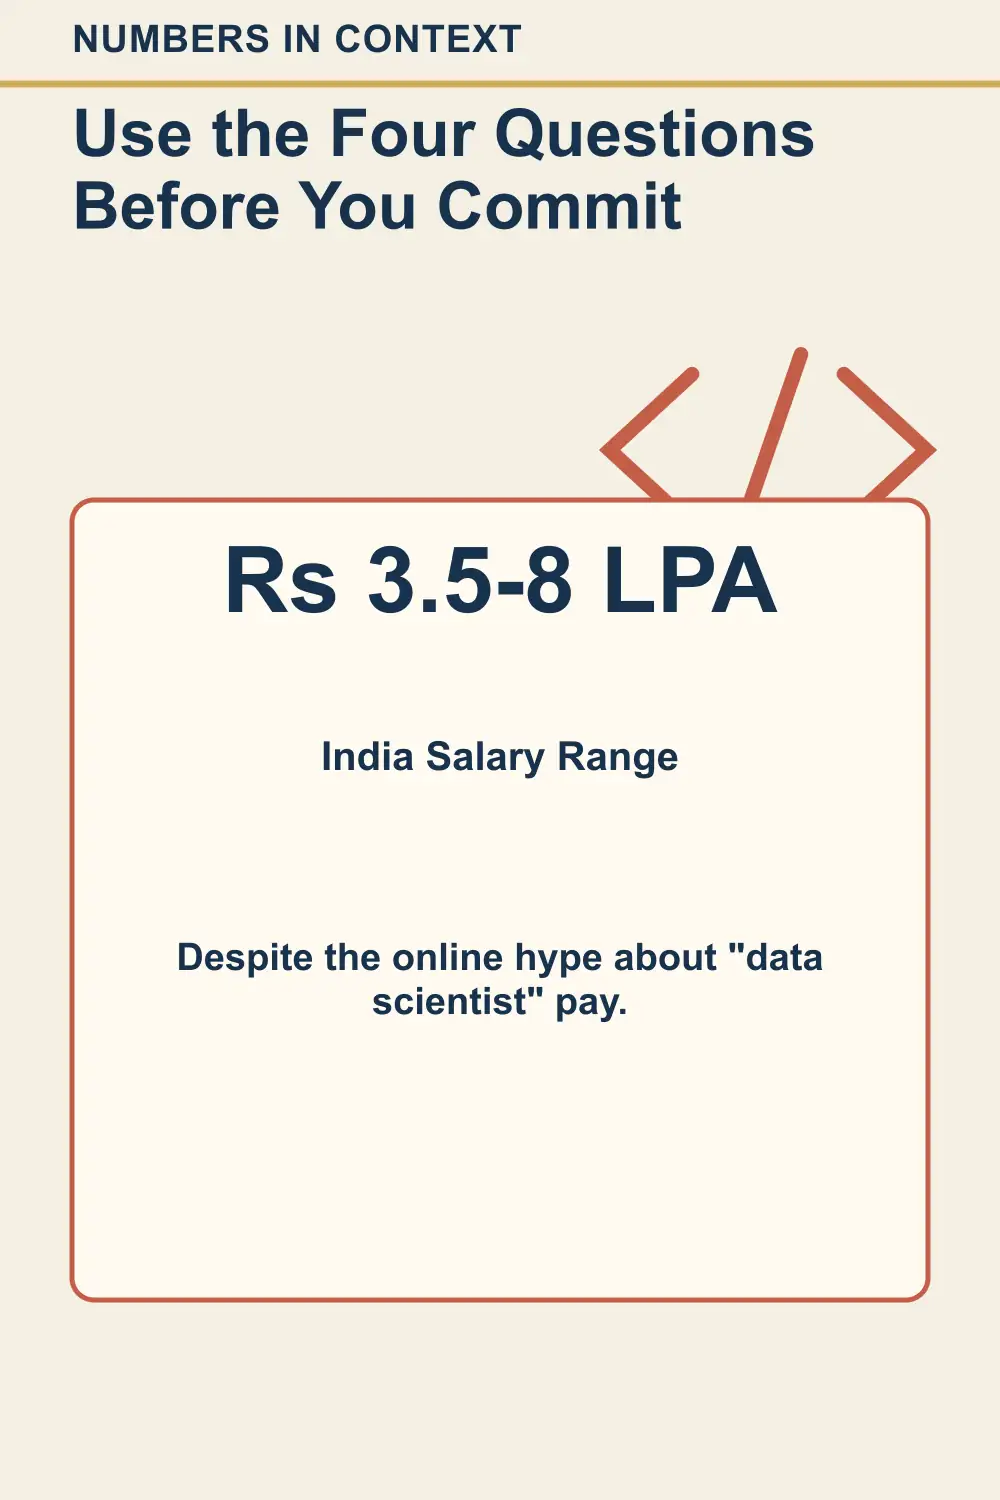 NUMBERS IN CONTEXT
Use the Four Questions
Before You Commit
Rs 3.5-8 LPA
India Salary Range
Despite the online hype about "data
scientist" pay.